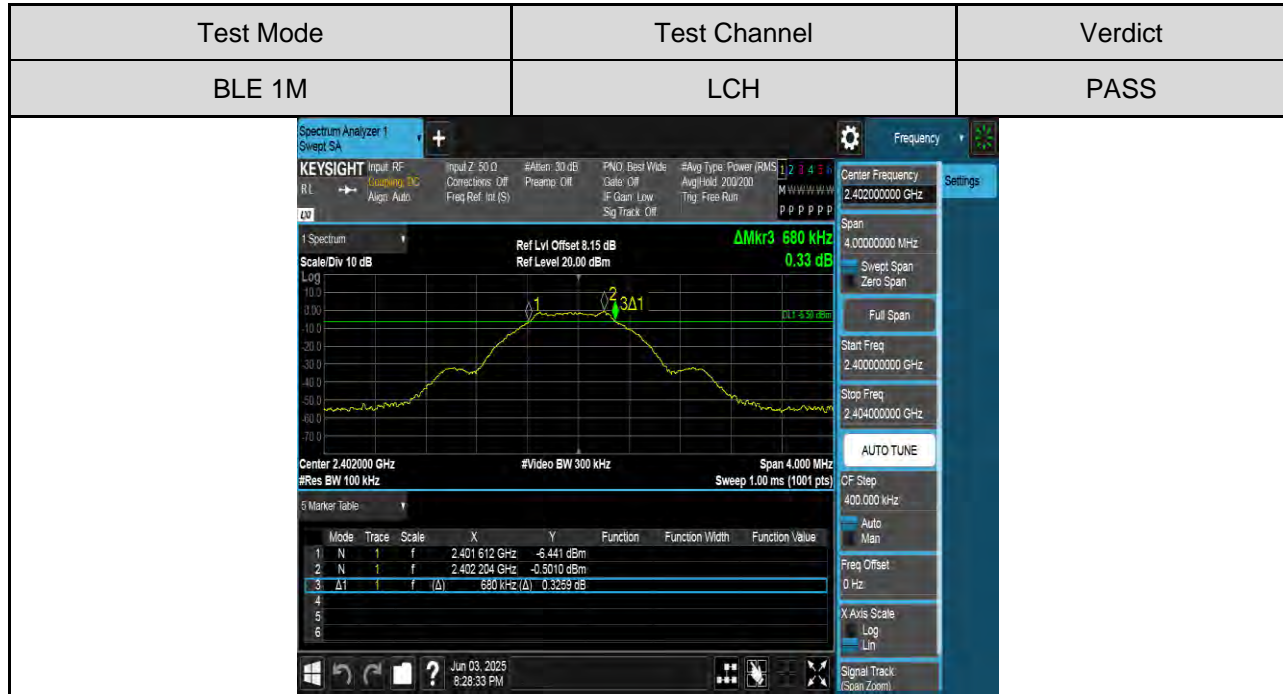 Test Mode Test Channel Verdict
BLE 1M LCH PASS
Spectrum Analyzer 1
Swept SA
+
Frequency
KEYSIGHT Input: RF Input Z: 50 Ω #Atten: 30 dB PNO: Best Wide #Avg Type: Power (RMS 1 2 3 4 5 6
RL Coupling: DC Corrections: Off Preamp: Off Gate: Off Avg|Hold: 200/200 M W W W W W
Align: Auto Freq Ref: Int (S) IF Gain: Low Trig: Free Run
LXI Sig Track: Off P P P P P P
Center Frequency
2.402000000 GHz
Settings
Span
4.00000000 MHz
Swept Span
Zero Span
Full Span
Start Freq
2.400000000 GHz
Stop Freq
2.404000000 GHz
AUTO TUNE
CF Step
400.000 kHz
Auto
Man
Freq Offset
0 Hz
X Axis Scale
Log
Lin
Signal Track
(Span Zoom)
1 Spectrum
Scale/Div 10 dB
Ref Lvl Offset 8.15 dB
Ref Level 20.00 dBm
ΔMkr3 680 kHz
0.33 dB
Log
10.0
0.00
-10.0
-20.0
-30.0
-40.0
-50.0
-60.0
-70.0
1
2
3Δ1
DL1 -6.50 dBm
Center 2.402000 GHz #Video BW 300 kHz Span 4.000 MHz
#Res BW 100 kHz Sweep 1.00 ms (1001 pts)
5 Marker Table
Mode Trace Scale X Y Function Function Width Function Value
1 N 1 f 2.401 612 GHz -6.441 dBm
2 N 1 f 2.402 204 GHz -0.5010 dBm
3 Δ1 1 f (Δ) 680 kHz (Δ) 0.3259 dB
4
5
6
?
Jun 03, 2025
8:28:33 PM